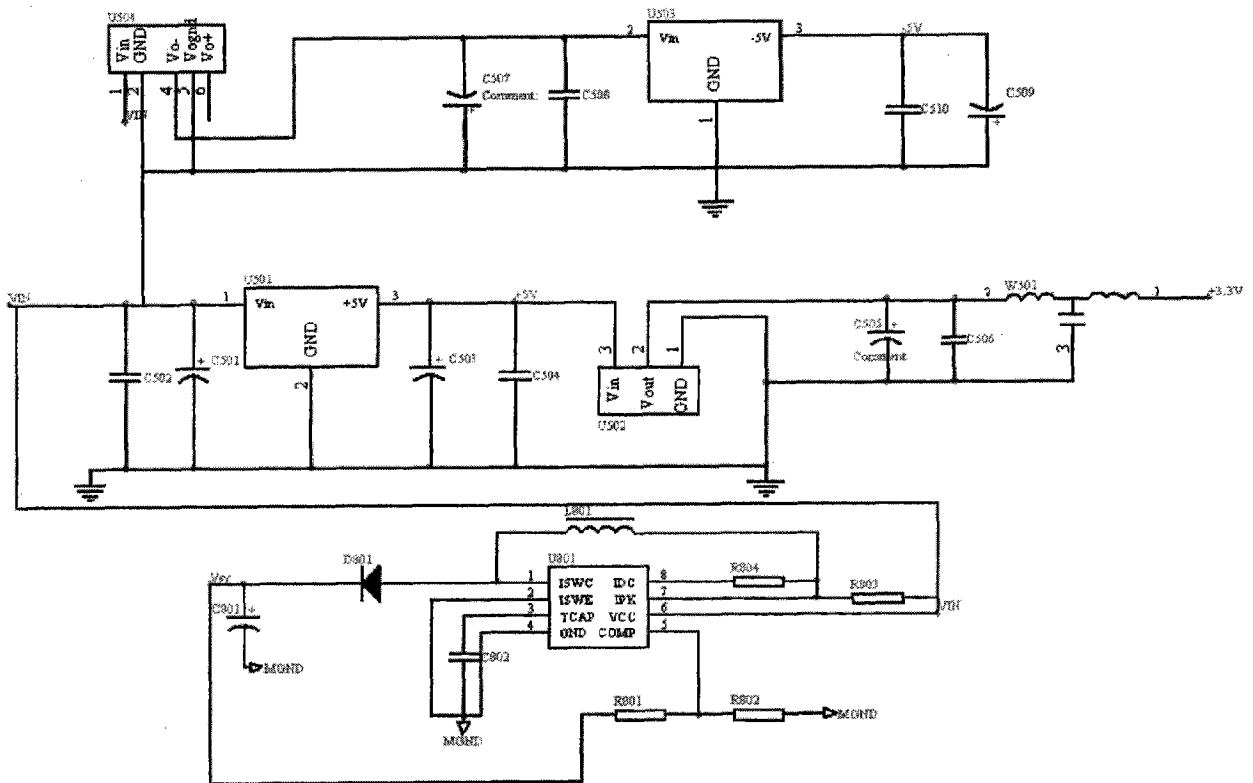 U504
Vin
GND
Vo-
Vognd
Vo+
1
2
4
5
6
VIN
C507
Comment:
C508
2
U503
Vin
-5V
GND
1
3
-5V
C510
C509
+
+
VIN
C502
C501
+
1
U501
Vin
+5V
GND
2
3
+
C503
+5V
C504
3
2
1
Vin
Vout
GND
U502
C505
+
Comment
C506
2
W501
3
1
+3.3V
L801
D801
C801
+
MGND
U801
1
ISWC
IDC
8
2
ISWE
IPK
7
3
TCAP
VCC
6
4
GND
COMP
5
R804
R803
VIN
C802
MGND
R801
R802
MGND